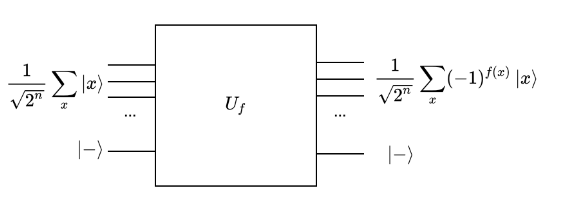 $\frac{1}{\sqrt{2^n}} \sum_x |x\rangle$
...
$|-\rangle$
$U_f$
$\frac{1}{\sqrt{2^n}} \sum_x (-1)^{f(x)} |x\rangle$
...
$|-\rangle$